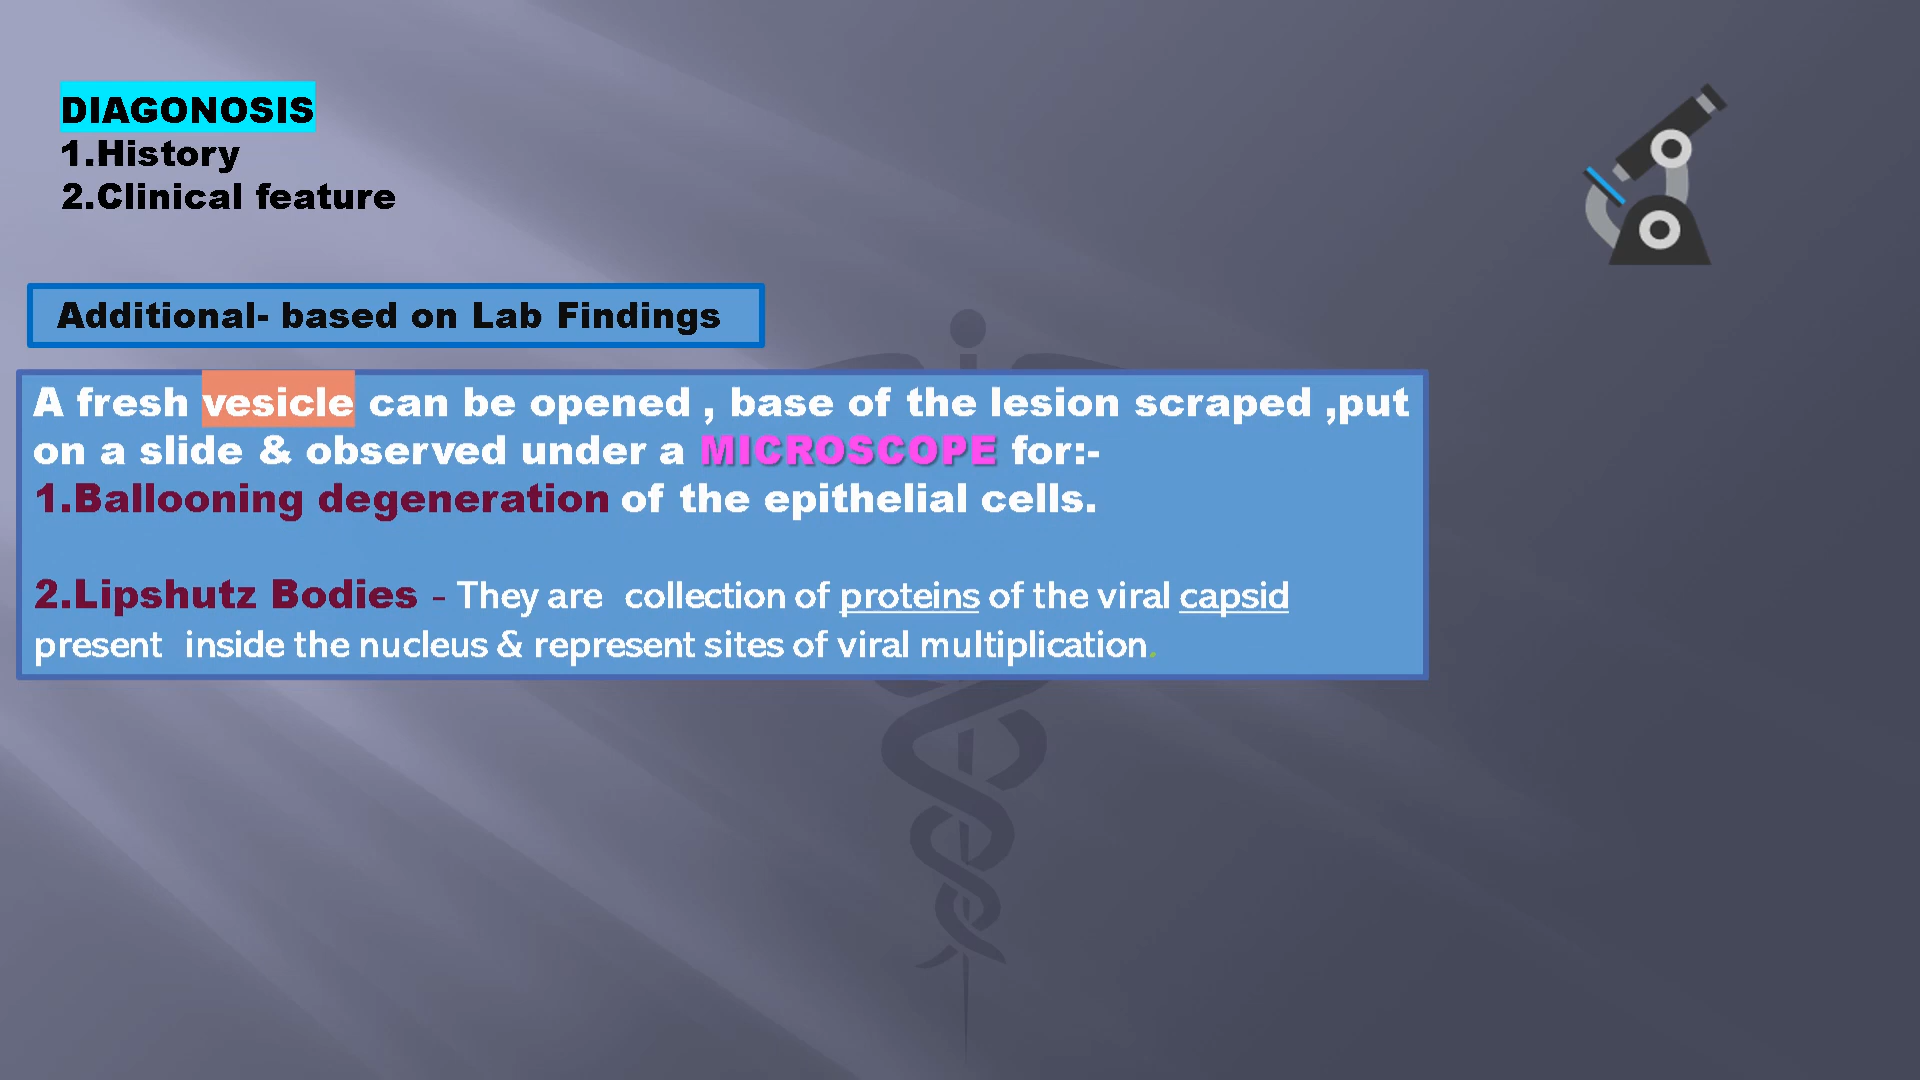 DIAGONOSIS
1.History
2.Clinical feature
Additional- based on Lab Findings
A fresh vesicle can be opened , base of the lesion scraped ,put
on a slide & observed under a MICROSCOPE for:-
1.Ballooning degeneration of the epithelial cells.
2.Lipshutz Bodies - They are collection of proteins of the viral capsid
present inside the nucleus & represent sites of viral multiplication.